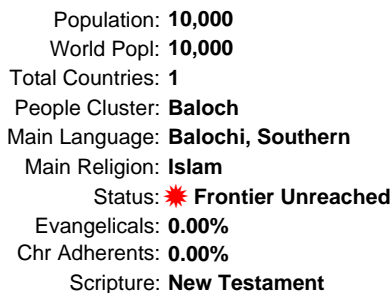 Population: 10,000
World Popl: 10,000
Total Countries: 1
People Cluster: Baloch
Main Language: Balochi, Southern
Main Religion: Islam
Status: Frontier Unreached
Evangelicals: 0.00%
Chr Adherents: 0.00%
Scripture: New Testament